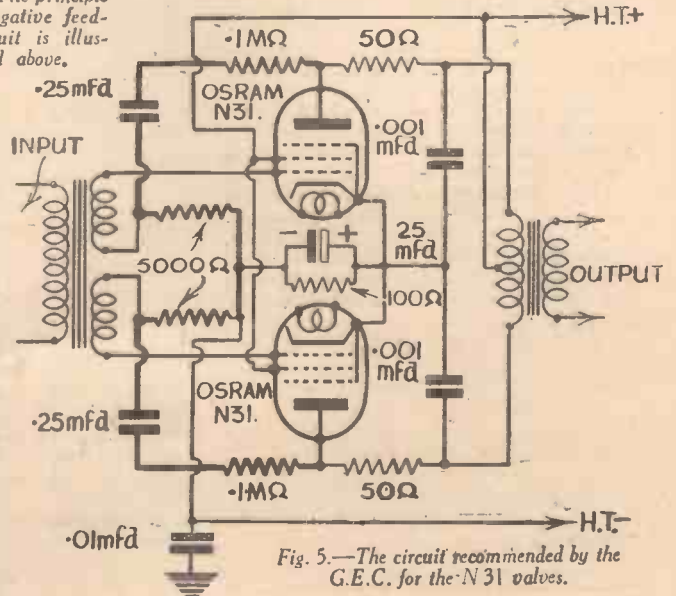 gative feed-
uit is illus-
d above.
H.T.+
·1MΩ
50Ω
·25mfd
OSRAM
N31.
·001
mfd
INPUT
- +
25
mfd
5000Ω
100Ω
OUTPUT
·001
mfd
OSRAM
N31.
·25mfd
·1MΩ
50Ω
H.T.-
·01mfd
Fig. 5.—The circuit recommended by the
G.E.C. for the N 31 valves.